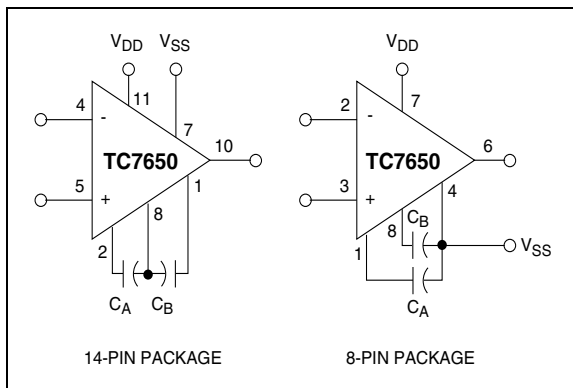 VDD VSS
11
4
-
7
TC7650
10
5
+
1
8
2
CA CB
14-PIN PACKAGE
VDD
7
2
-
6
TC7650
3
+
4
CB
8
1
VSS
CA
8-PIN PACKAGE